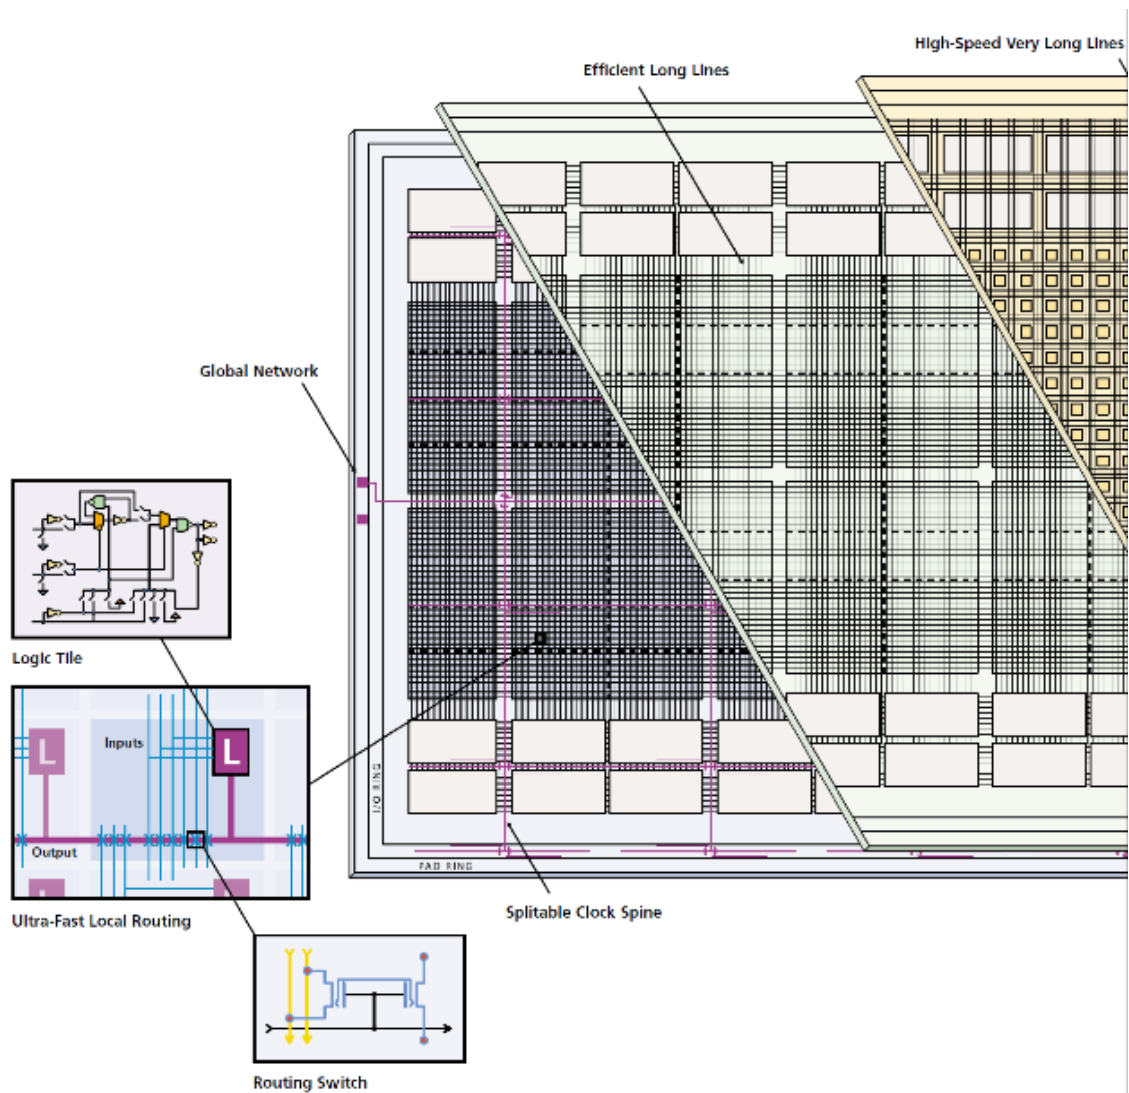 High-Speed Very Long Lines
Efficient Long Lines
Global Network
Logic Tile
Inputs
L
L
Output
L
L
I/O RING
PAD RING
Ultra-Fast Local Routing
Splitable Clock Spine
Routing Switch